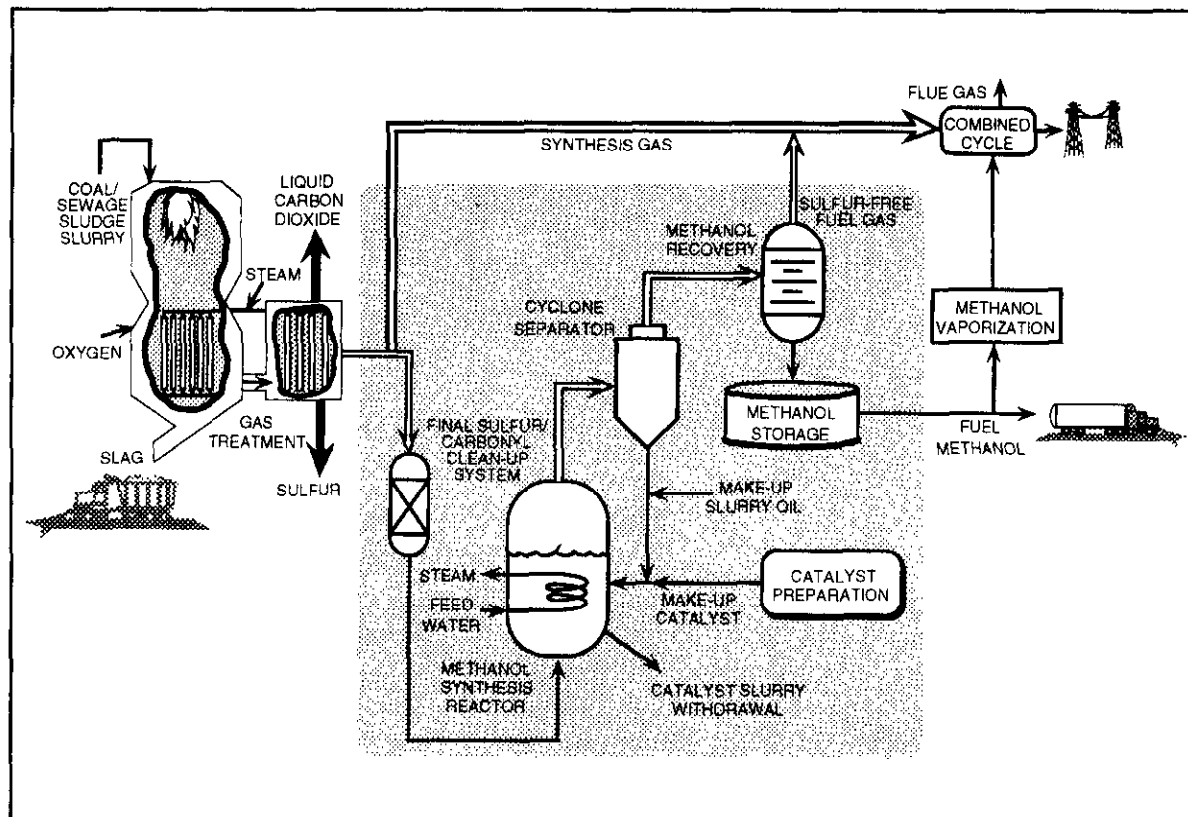 FLUE GAS
COMBINED
CYCLE
SYNTHESIS GAS
COAL/
SEWAGE
SLUDGE
SLURRY
LIQUID
CARBON
DIOXIDE
SULFUR-FREE
FUEL GAS
METHANOL
RECOVERY
STEAM
CYCLONE
SEPARATOR
METHANOL
VAPORIZATION
OXYGEN
GAS
TREATMENT
METHANOL
STORAGE
FUEL
METHANOL
SLAG
SULFUR
FINAL SULFUR/
CARBONYL
CLEAN-UP
SYSTEM
MAKE-UP
SLURRY OIL
STEAM
FEED
WATER
MAKE-UP
CATALYST
CATALYST
PREPARATION
METHANOL
SYNTHESIS
REACTOR
CATALYST SLURRY
WITHDRAWAL